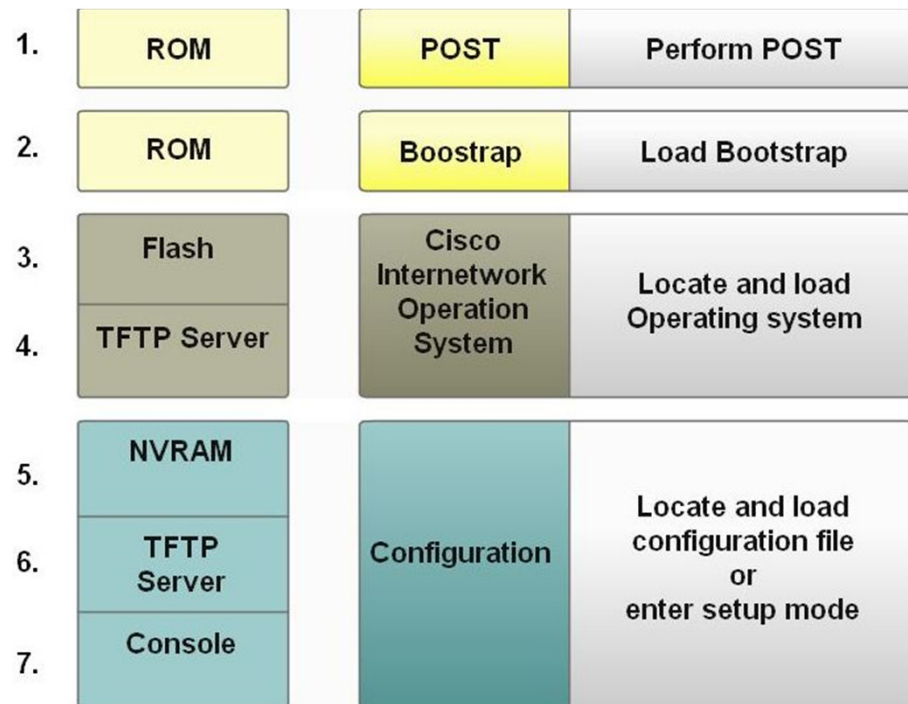 1.
ROM
POST
Perform POST
2.
ROM
Boostrap
Load Bootstrap
3.
Flash
4.
TFTP Server
Cisco
Internetwork
Operation
System
Locate and load
Operating system
5.
NVRAM
6.
TFTP
Server
7.
Console
Configuration
Locate and load
configuration file
or
enter setup mode